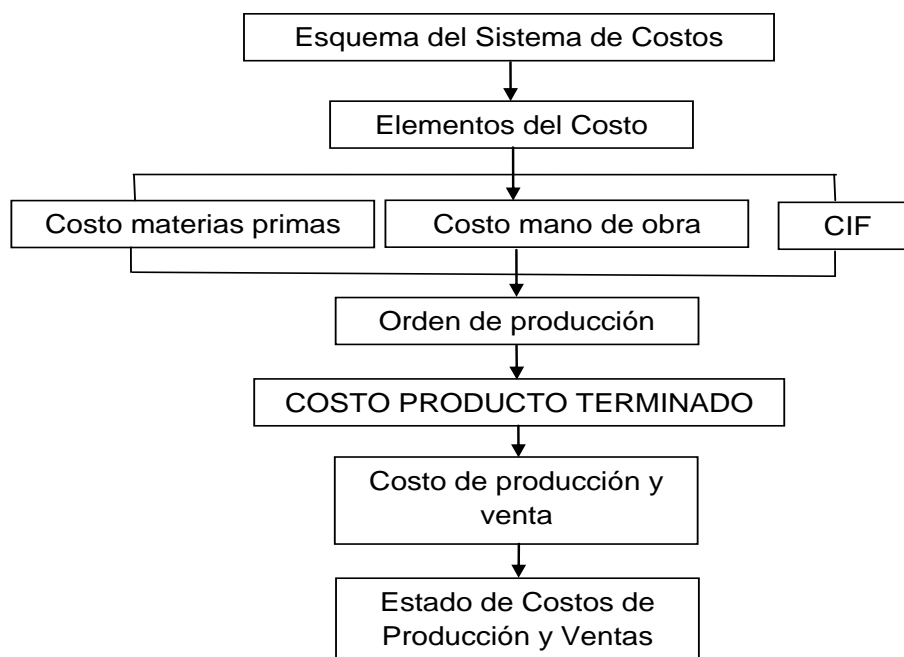 Esquema del Sistema de Costos
Elementos del Costo
Costo materias primas
Costo mano de obra
CIF
Orden de producción
COSTO PRODUCTO TERMINADO
Costo de producción y
venta
Estado de Costos de
Producción y Ventas